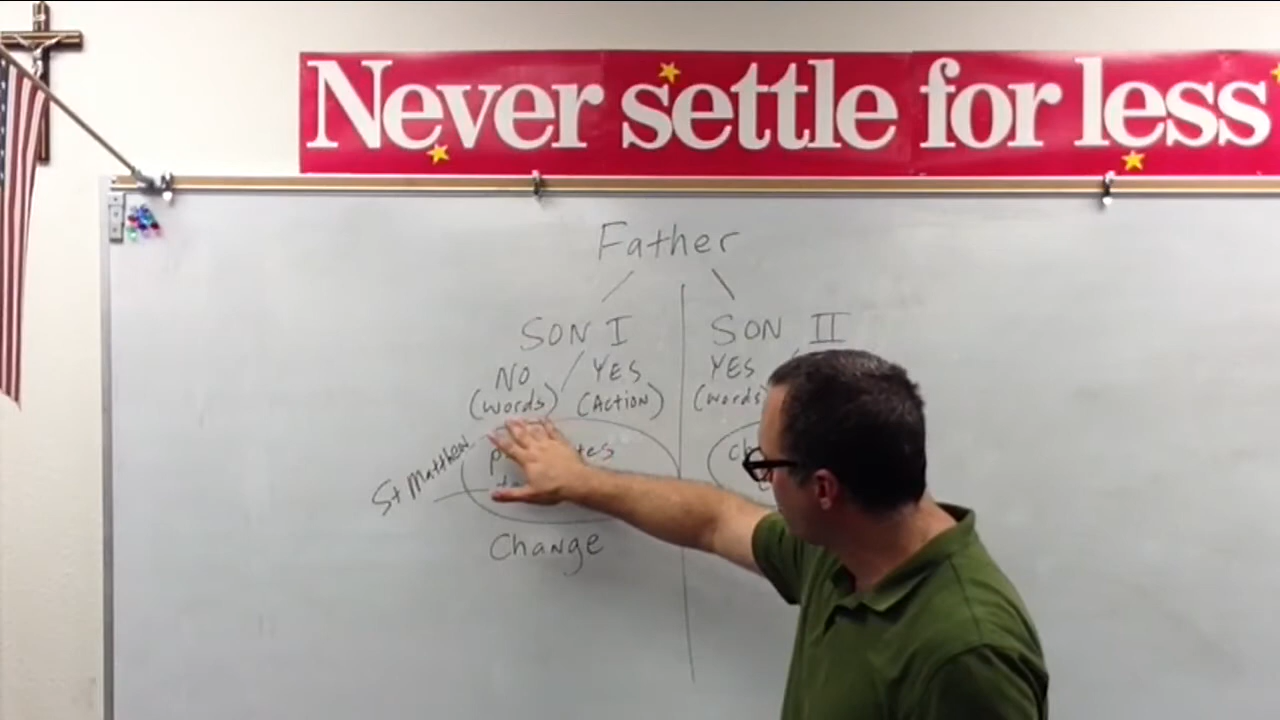 Never settle for less
Father
SON I
SON II
NO / YES
YES /
(words) (Action)
(words)
St Matthew
Change